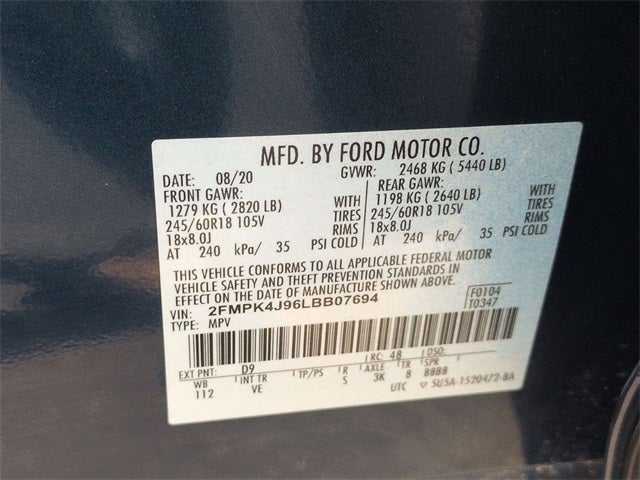 MFD. BY FORD MOTOR CO.
DATE: 08/20 GVWR: 2468 KG ( 5440 LB)
FRONT GAWR: WITH REAR GAWR: WITH
1279 KG ( 2820 LB) TIRES 1198 KG ( 2640 LB) TIRES
245/60R18 105V RIMS 245/60R18 105V RIMS
18x8.0J 18x8.0J
AT 240 kPa/ 35 PSI COLD AT 240 kPa/ 35 PSI COLD
THIS VEHICLE CONFORMS TO ALL APPLICABLE FEDERAL MOTOR
VEHICLE SAFETY AND THEFT PREVENTION STANDARDS IN
EFFECT ON THE DATE OF MANUFACTURE SHOWN ABOVE.
VIN: 2FMPK4J96LBB07694 F0104
TYPE: MPV T0347
EXT PNT: D9 RC: 48 DSO:
WB INT TR TP/PS R AXLE TR SPR
112 VE S 3K 8 BBBB
UTC 5U5A-1520472-BA